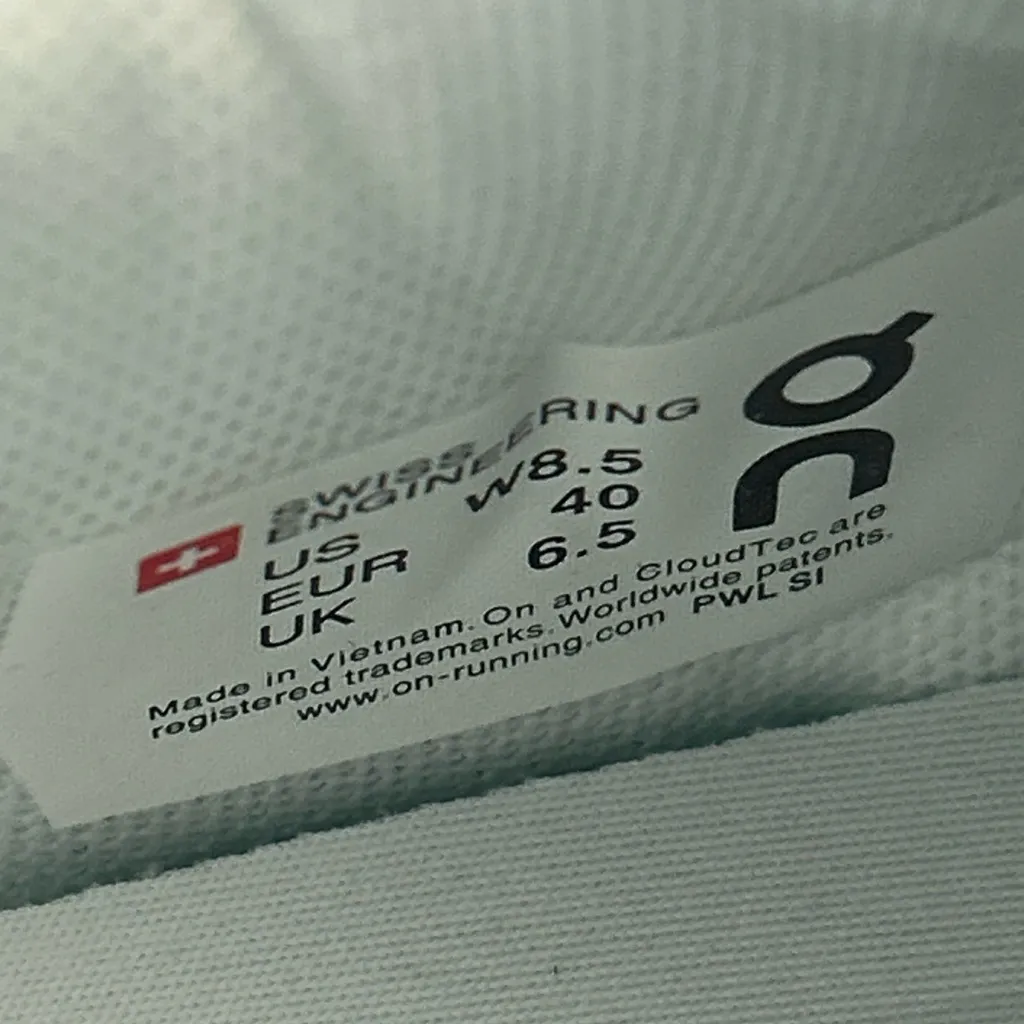 SWISS
ENGINEERING
US W8.5
EUR 40
UK 6.5
Made in Vietnam. On and CloudTec are
registered trademarks. Worldwide patents.
www.on-running.com PWL SI
On